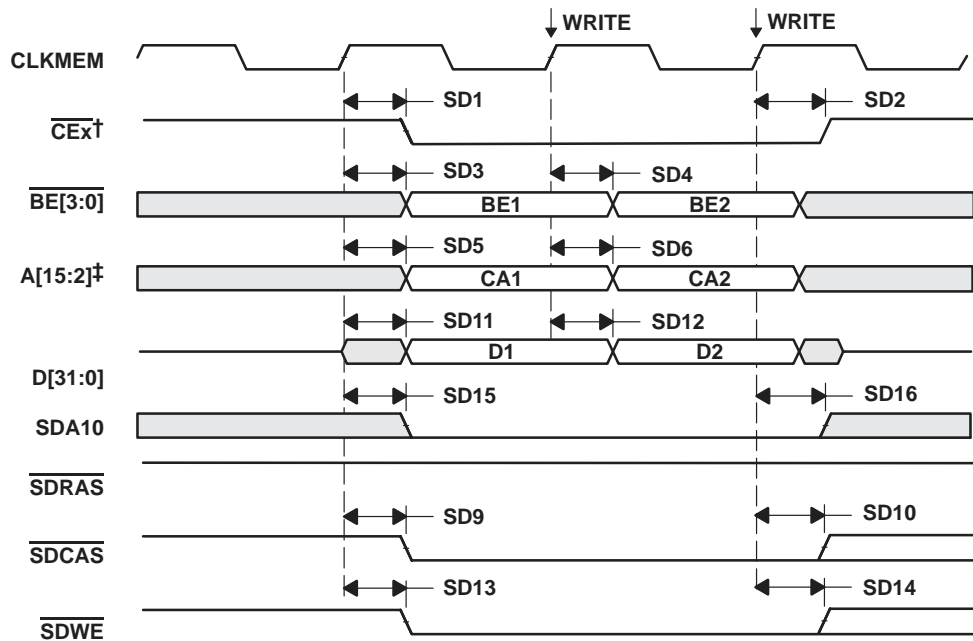 WRITE WRITE
CLKMEM
SD1 SD2
CEx†
SD3 SD4
BE[3:0] BE1 BE2
SD5 SD6
A[15:2]‡ CA1 CA2
SD11 SD12
D1 D2
D[31:0]
SD15 SD16
SDA10
SDRAS
SD9 SD10
SDCAS
SD13 SD14
SDWE